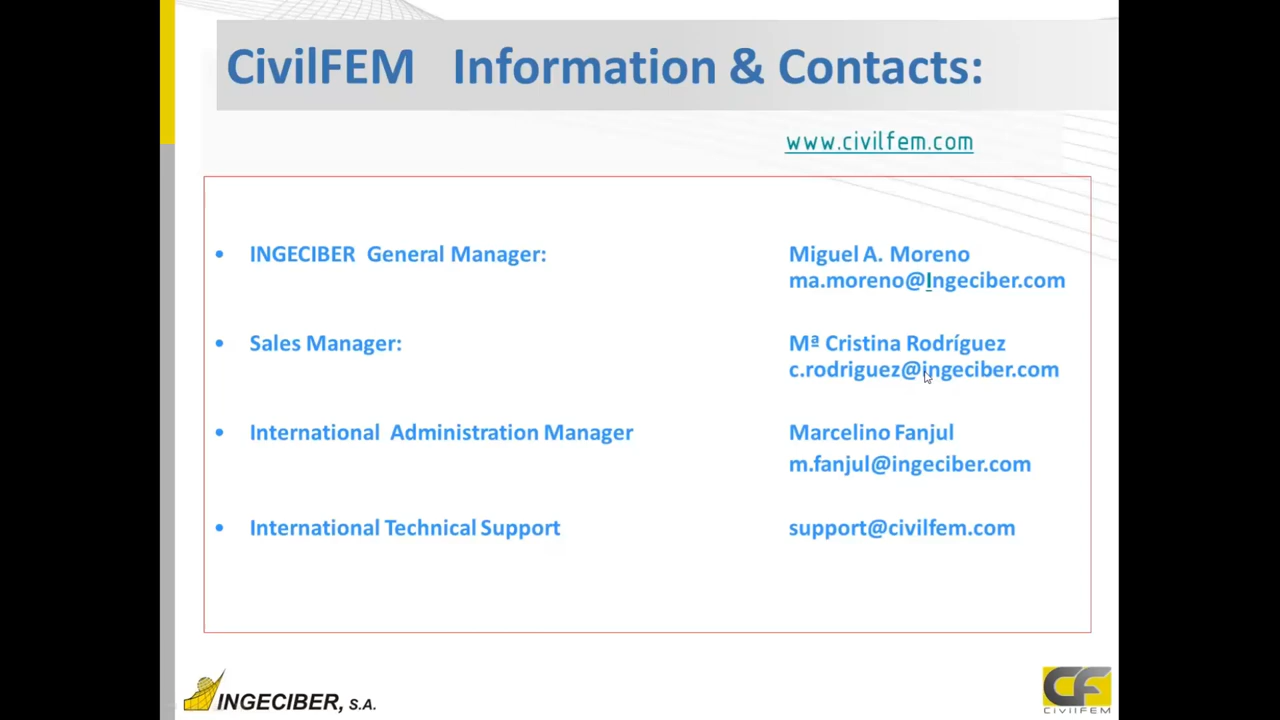 CivilFEM Information & Contacts:
www.civilfem.com
• INGECIBER General Manager: Miguel A. Moreno
ma.moreno@Ingeciber.com
• Sales Manager: Mª Cristina Rodríguez
c.rodriguez@ingeciber.com
• International Administration Manager Marcelino Fanjul
m.fanjul@ingeciber.com
• International Technical Support support@civilfem.com
INGECIBER, S.A.
CF
CIVILFEM